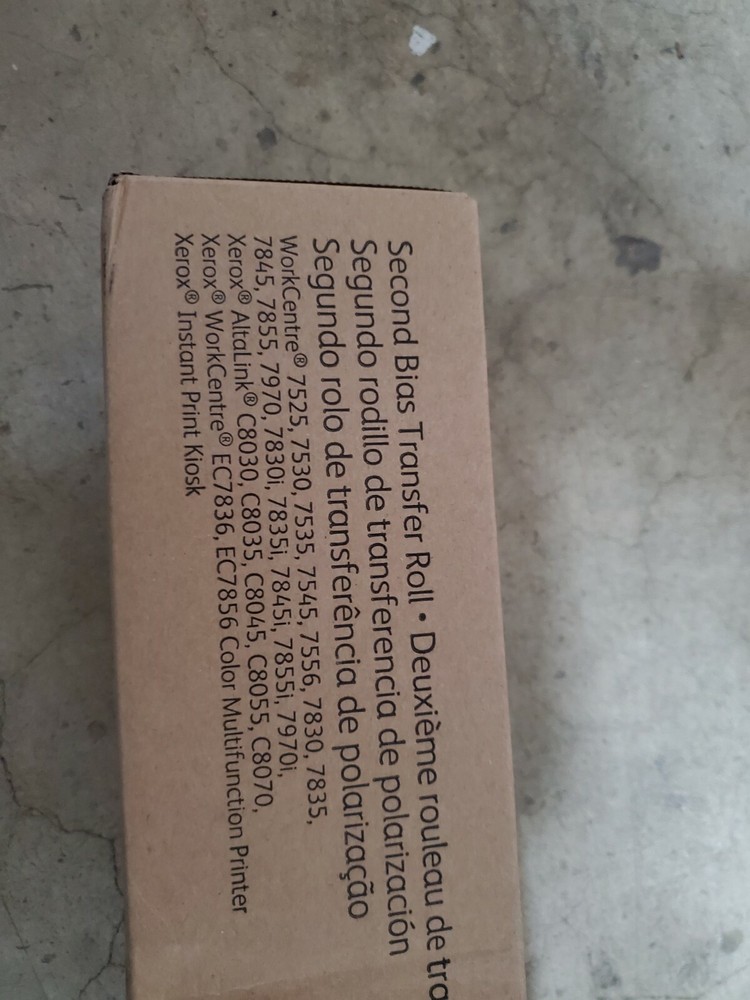 Second Bias Transfer Roll • Deuxième rouleau de
Segundo rodillo de transferencia de polarización
Segundo rolo de transferência de polarização
WorkCentre® 7525, 7530, 7535, 7545, 7556, 7830, 7835,
7845, 7855, 7970, 7830i, 7835i, 7845i, 7855i, 7970i,
Xerox® AltaLink® C8030, C8035, C8045, C8055, C8070,
Xerox® WorkCentre® EC7836, EC7856 Color Multifunction Printer
Xerox® Instant Print Kiosk